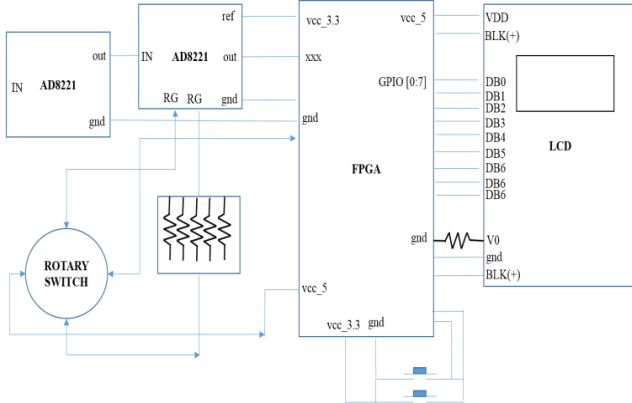 IN
AD8221
out
gnd
IN
AD8221
ref
out
gnd
RG RG
vcc_3.3
xxx
gnd
FPGA
vcc_5
GPIO [0:7]
gnd
vcc_5
vcc_3.3 gnd
VDD
BLK(+)
DB0
DB1
DB2
DB3
DB4
DB5
DB6
DB6
DB6
LCD
V0
gnd
BLK(+)
ROTARY
SWITCH